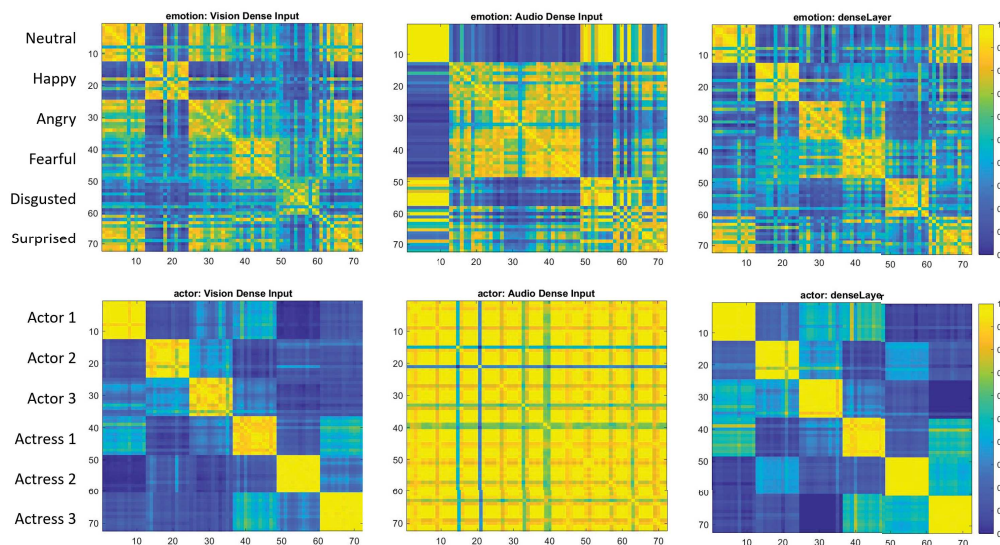 emotion: Vision Dense Input
emotion: Audio Dense Input
emotion: denseLayer
Neutral
Happy
Angry
Fearful
Disgusted
Surprised
10
20
30
40
50
60
70
10 20 30 40 50 60 70
10
20
30
40
50
60
70
10 20 30 40 50 60 70
10
20
30
40
50
60
70
10 20 30 40 50 60 70
actor: Vision Dense Input
actor: Audio Dense Input
actor: denseLayer
Actor 1
Actor 2
Actor 3
Actress 1
Actress 2
Actress 3
10
20
30
40
50
60
70
10 20 30 40 50 60 70
10
20
30
40
50
60
70
10 20 30 40 50 60 70
10
20
30
40
50
60
70
10 20 30 40 50 60 70